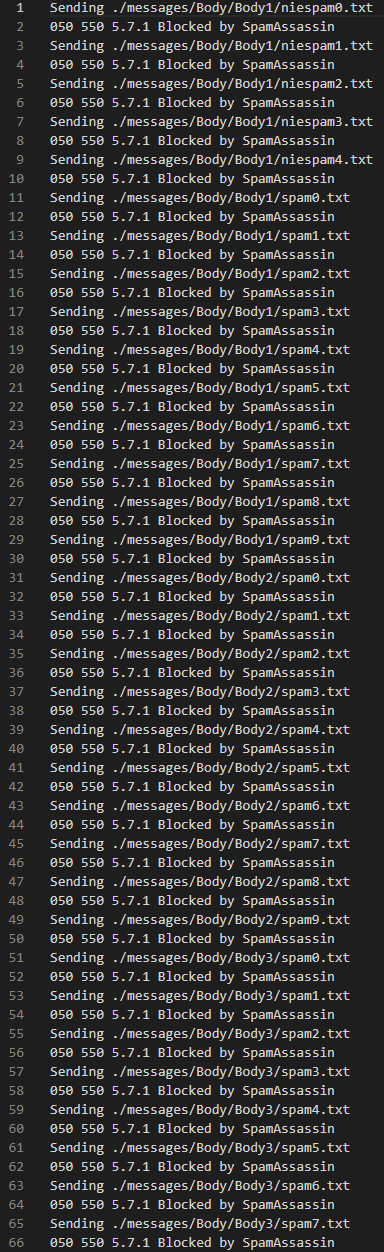 1 Sending ./messages/Body/Body1/niespam0.txt
2 050 550 5.7.1 Blocked by SpamAssassin
3 Sending ./messages/Body/Body1/niespam1.txt
4 050 550 5.7.1 Blocked by SpamAssassin
5 Sending ./messages/Body/Body1/niespam2.txt
6 050 550 5.7.1 Blocked by SpamAssassin
7 Sending ./messages/Body/Body1/niespam3.txt
8 050 550 5.7.1 Blocked by SpamAssassin
9 Sending ./messages/Body/Body1/niespam4.txt
10 050 550 5.7.1 Blocked by SpamAssassin
11 Sending ./messages/Body/Body1/spam0.txt
12 050 550 5.7.1 Blocked by SpamAssassin
13 Sending ./messages/Body/Body1/spam1.txt
14 050 550 5.7.1 Blocked by SpamAssassin
15 Sending ./messages/Body/Body1/spam2.txt
16 050 550 5.7.1 Blocked by SpamAssassin
17 Sending ./messages/Body/Body1/spam3.txt
18 050 550 5.7.1 Blocked by SpamAssassin
19 Sending ./messages/Body/Body1/spam4.txt
20 050 550 5.7.1 Blocked by SpamAssassin
21 Sending ./messages/Body/Body1/spam5.txt
22 050 550 5.7.1 Blocked by SpamAssassin
23 Sending ./messages/Body/Body1/spam6.txt
24 050 550 5.7.1 Blocked by SpamAssassin
25 Sending ./messages/Body/Body1/spam7.txt
26 050 550 5.7.1 Blocked by SpamAssassin
27 Sending ./messages/Body/Body1/spam8.txt
28 050 550 5.7.1 Blocked by SpamAssassin
29 Sending ./messages/Body/Body1/spam9.txt
30 050 550 5.7.1 Blocked by SpamAssassin
31 Sending ./messages/Body/Body2/spam0.txt
32 050 550 5.7.1 Blocked by SpamAssassin
33 Sending ./messages/Body/Body2/spam1.txt
34 050 550 5.7.1 Blocked by SpamAssassin
35 Sending ./messages/Body/Body2/spam2.txt
36 050 550 5.7.1 Blocked by SpamAssassin
37 Sending ./messages/Body/Body2/spam3.txt
38 050 550 5.7.1 Blocked by SpamAssassin
39 Sending ./messages/Body/Body2/spam4.txt
40 050 550 5.7.1 Blocked by SpamAssassin
41 Sending ./messages/Body/Body2/spam5.txt
42 050 550 5.7.1 Blocked by SpamAssassin
43 Sending ./messages/Body/Body2/spam6.txt
44 050 550 5.7.1 Blocked by SpamAssassin
45 Sending ./messages/Body/Body2/spam7.txt
46 050 550 5.7.1 Blocked by SpamAssassin
47 Sending ./messages/Body/Body2/spam8.txt
48 050 550 5.7.1 Blocked by SpamAssassin
49 Sending ./messages/Body/Body2/spam9.txt
50 050 550 5.7.1 Blocked by SpamAssassin
51 Sending ./messages/Body/Body3/spam0.txt
52 050 550 5.7.1 Blocked by SpamAssassin
53 Sending ./messages/Body/Body3/spam1.txt
54 050 550 5.7.1 Blocked by SpamAssassin
55 Sending ./messages/Body/Body3/spam2.txt
56 050 550 5.7.1 Blocked by SpamAssassin
57 Sending ./messages/Body/Body3/spam3.txt
58 050 550 5.7.1 Blocked by SpamAssassin
59 Sending ./messages/Body/Body3/spam4.txt
60 050 550 5.7.1 Blocked by SpamAssassin
61 Sending ./messages/Body/Body3/spam5.txt
62 050 550 5.7.1 Blocked by SpamAssassin
63 Sending ./messages/Body/Body3/spam6.txt
64 050 550 5.7.1 Blocked by SpamAssassin
65 Sending ./messages/Body/Body3/spam7.txt
66 050 550 5.7.1 Blocked by SpamAssassin